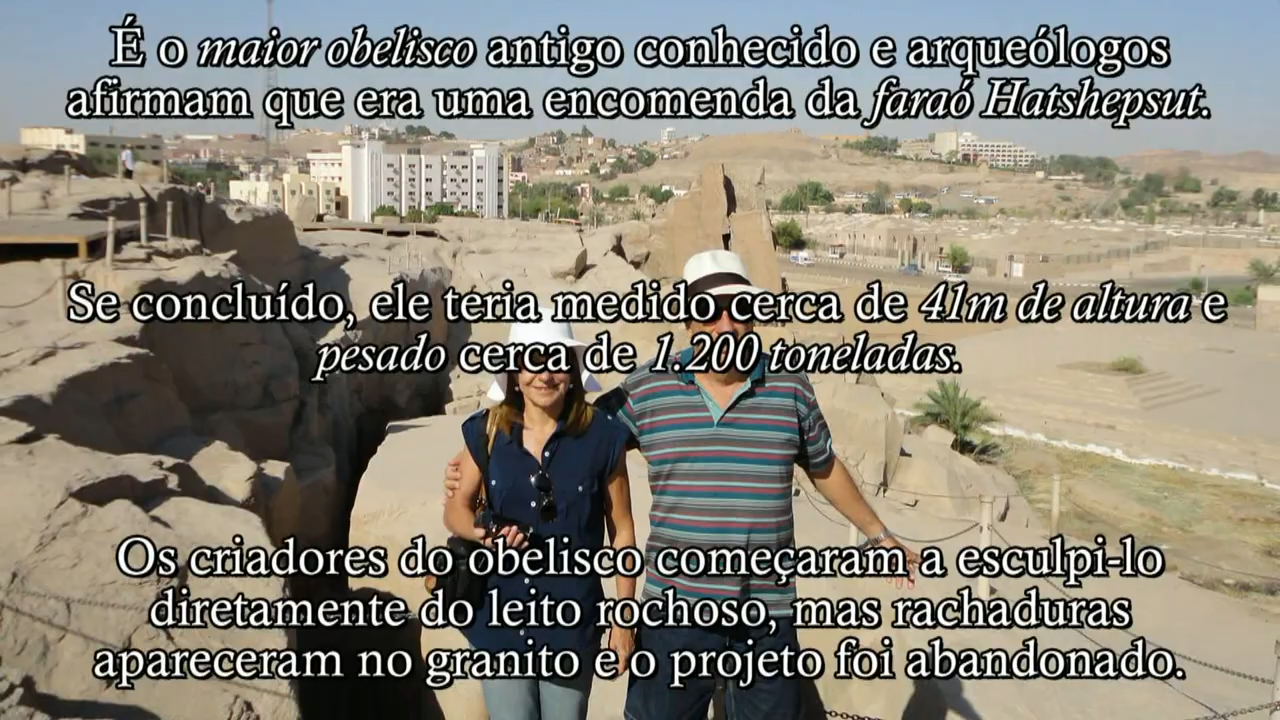 É o maior obelisco antigo conhecido e arqueólogos
afirmam que era uma encomenda da faraó Hatshepsut.
Se concluído, ele teria medido cerca de 41m de altura e
pesado cerca de 1.200 toneladas.
Os criadores do obelisco começaram a esculpi-lo
diretamente do leito rochoso, mas rachaduras
apareceram no granito e o projeto foi abandonado.